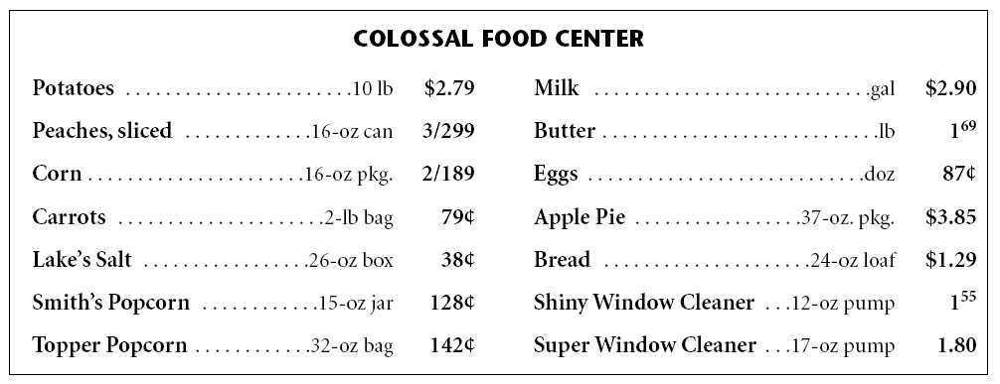 COLOSSAL FOOD CENTER
Potatoes . . . . . . . . . . . . . . . . . . . . . . .10 lb $2.79
Peaches, sliced . . . . . . . . . . . . .16-oz can 3/299
Corn . . . . . . . . . . . . . . . . . . . . . .16-oz pkg. 2/189
Carrots . . . . . . . . . . . . . . . . . . . .2-lb bag 79¢
Lake’s Salt . . . . . . . . . . . . . . . . .26-oz box 38¢
Smith’s Popcorn . . . . . . . . . . . .15-oz jar 128¢
Topper Popcorn . . . . . . . . . . . .32-oz bag 142¢
Milk . . . . . . . . . . . . . . . . . . . . . . . . . . . .gal $2.90
Butter . . . . . . . . . . . . . . . . . . . . . . . . . . . .lb 1⁶⁹
Eggs . . . . . . . . . . . . . . . . . . . . . . . . . . . .doz 87¢
Apple Pie . . . . . . . . . . . . . . . . .37-oz. pkg. $3.85
Bread . . . . . . . . . . . . . . . . . . . . .24-oz loaf $1.29
Shiny Window Cleaner . . .12-oz pump 1⁵⁵
Super Window Cleaner . . .17-oz pump 1.80